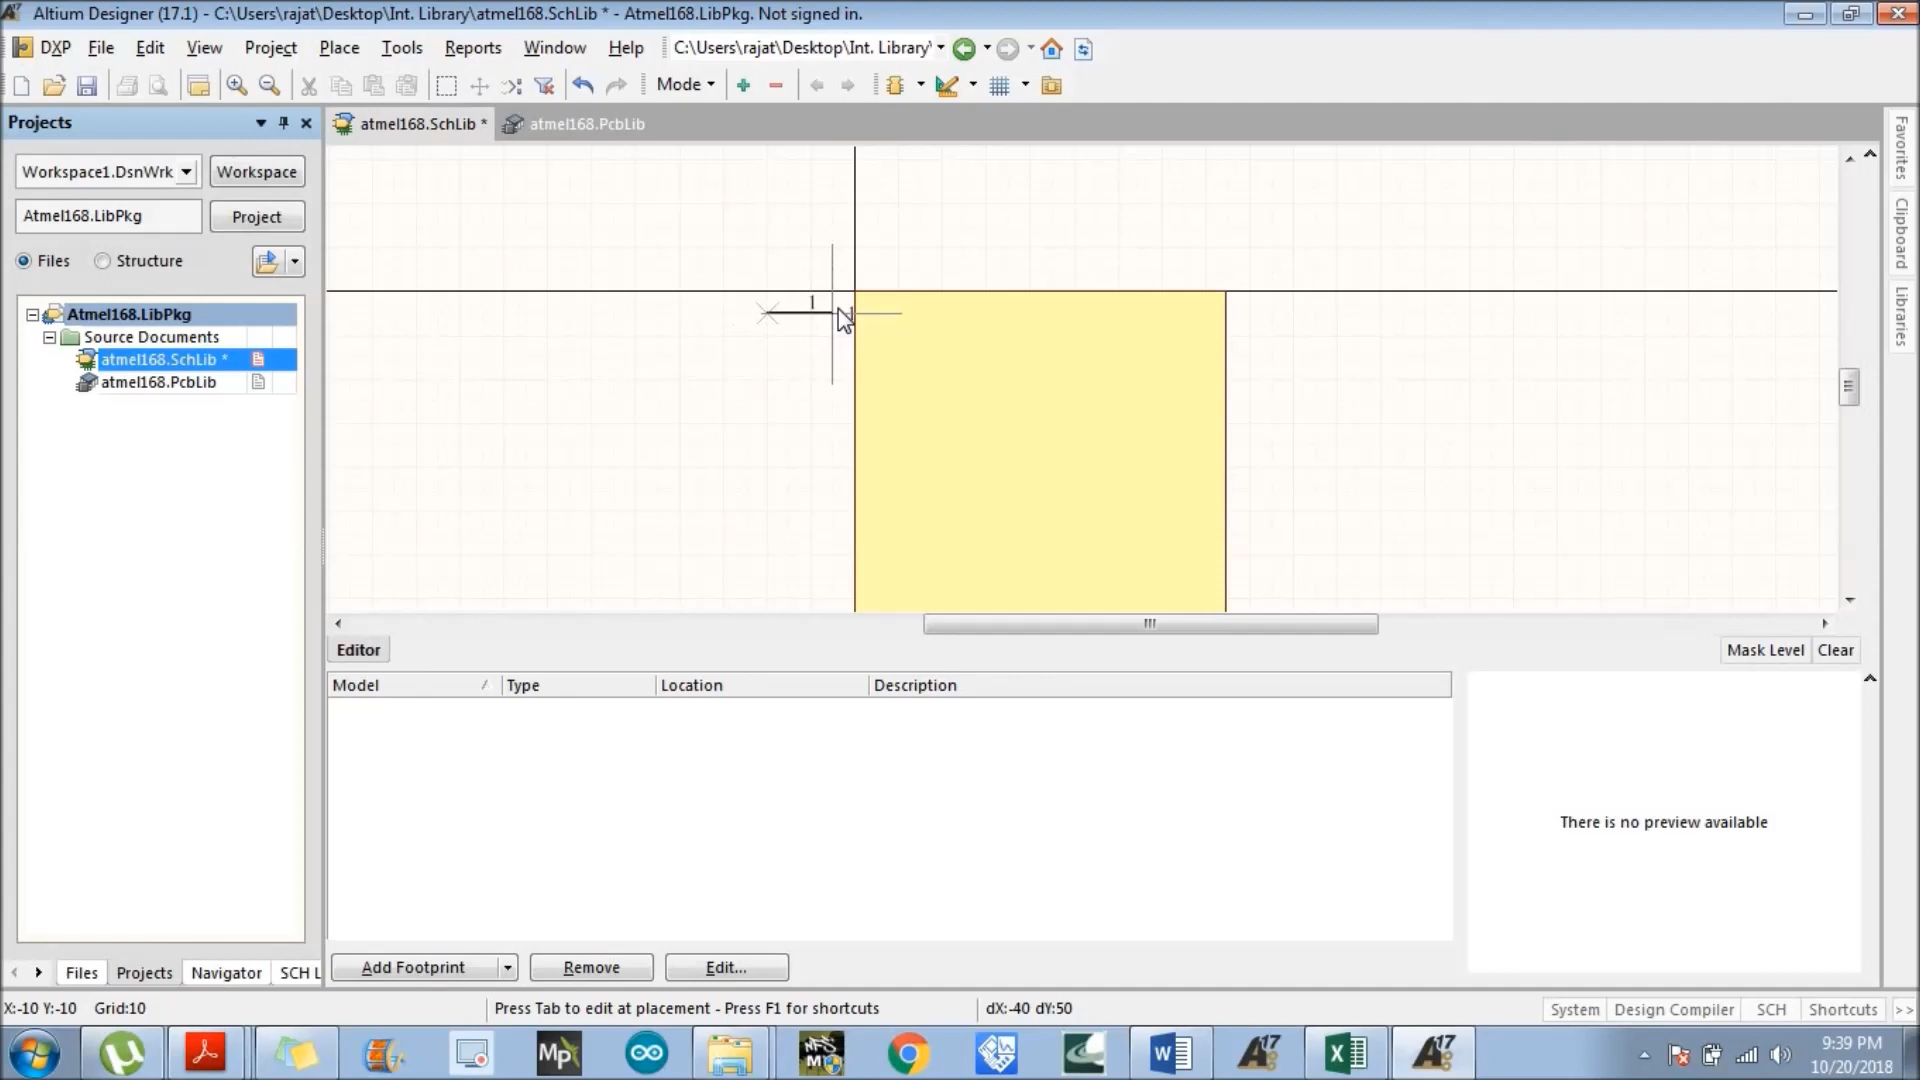 Altium Designer (17.1) - C:\Users\rajat\Desktop\Int. Library\atmel168.SchLib * - Atmel168.LibPkg. Not signed in.
DXP File Edit View Project Place Tools Reports Window Help C:\Users\rajat\Desktop\Int. Library\
Mode
Projects
atmel168.SchLib * atmel168.PcbLib
Workspace1.DsnWrk Workspace
Atmel168.LibPkg Project
Files Structure
Atmel168.LibPkg
Source Documents
atmel168.SchLib *
atmel168.PcbLib
1
Favorites
Clipboard
Libraries
Editor Mask Level Clear
Model Type Location Description
There is no preview available
Add Footprint Remove Edit...
Files Projects Navigator SCH L
X:-10 Y:-10 Grid:10 Press Tab to edit at placement - Press F1 for shortcuts dX:-40 dY:50 System Design Compiler SCH Shortcuts >>
9:39 PM
10/20/2018